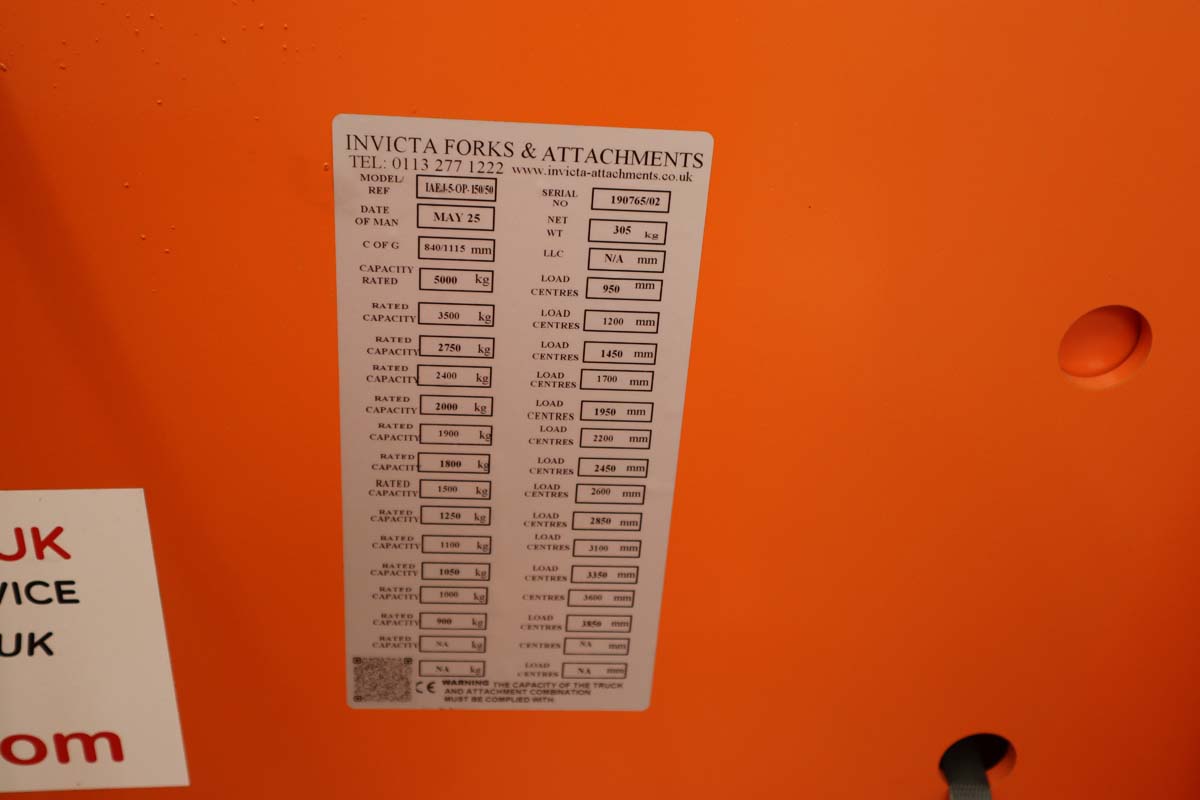 INVICTA FORKS & ATTACHMENTS
TEL: 0113 277 1222 www.invicta-attachments.co.uk
MODEL/ REF IAEJ-5-OP-150/50 SERIAL NO 190765/02
DATE OF MAN MAY 25 NET WT 305 kg
C OF G 840/1115 mm LLC N/A mm
CAPACITY RATED 5000 kg LOAD CENTRES 950 mm
RATED CAPACITY 3500 kg LOAD CENTRES 1200 mm
RATED CAPACITY 2750 kg LOAD CENTRES 1450 mm
RATED CAPACITY 2400 kg LOAD CENTRES 1700 mm
RATED CAPACITY 2000 kg LOAD CENTRES 1950 mm
RATED CAPACITY 1900 kg LOAD CENTRES 2200 mm
RATED CAPACITY 1800 kg LOAD CENTRES 2450 mm
RATED CAPACITY 1500 kg LOAD CENTRES 2600 mm
RATED CAPACITY 1250 kg LOAD CENTRES 2850 mm
RATED CAPACITY 1100 kg LOAD CENTRES 3100 mm
RATED CAPACITY 1050 kg LOAD CENTRES 3350 mm
RATED CAPACITY 1000 kg CENTRES 3600 mm
RATED CAPACITY 900 kg LOAD CENTRES 3850 mm
RATED CAPACITY NA kg CENTRES NA mm
NA kg LOAD CENTRES NA mm
CE WARNING THE CAPACITY OF THE TRUCK
AND ATTACHMENT COMBINATION
MUST BE COMPLIED WITH
UK
VICE
UK
om